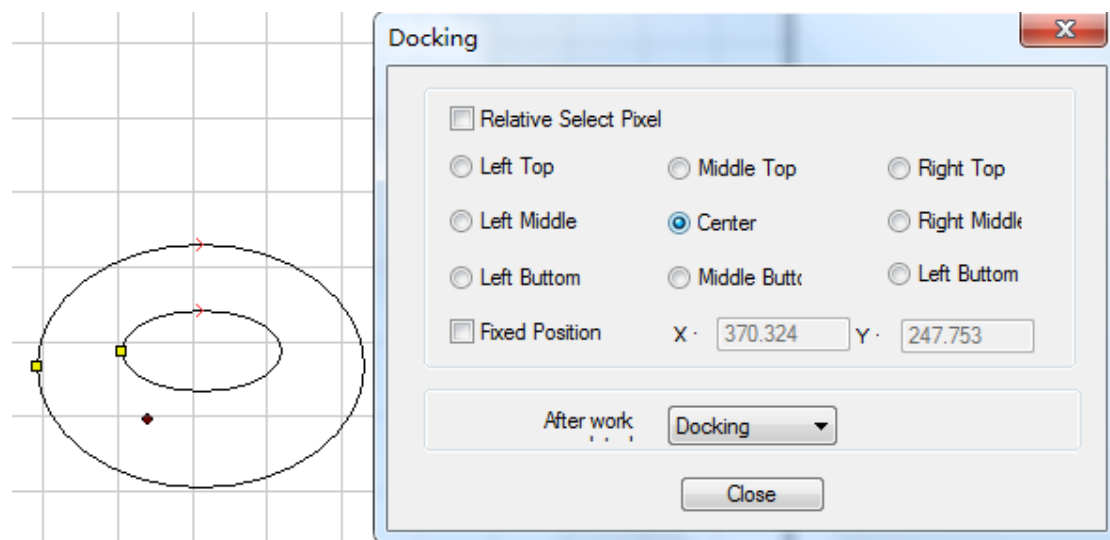 Docking
Relative Select Pixel
Left Top Middle Top Right Top
Left Middle Center Right Middle
Left Buttom Middle Butto Left Buttom
Fixed Position X · 370.324 Y · 247.753
After work
Docking
Close